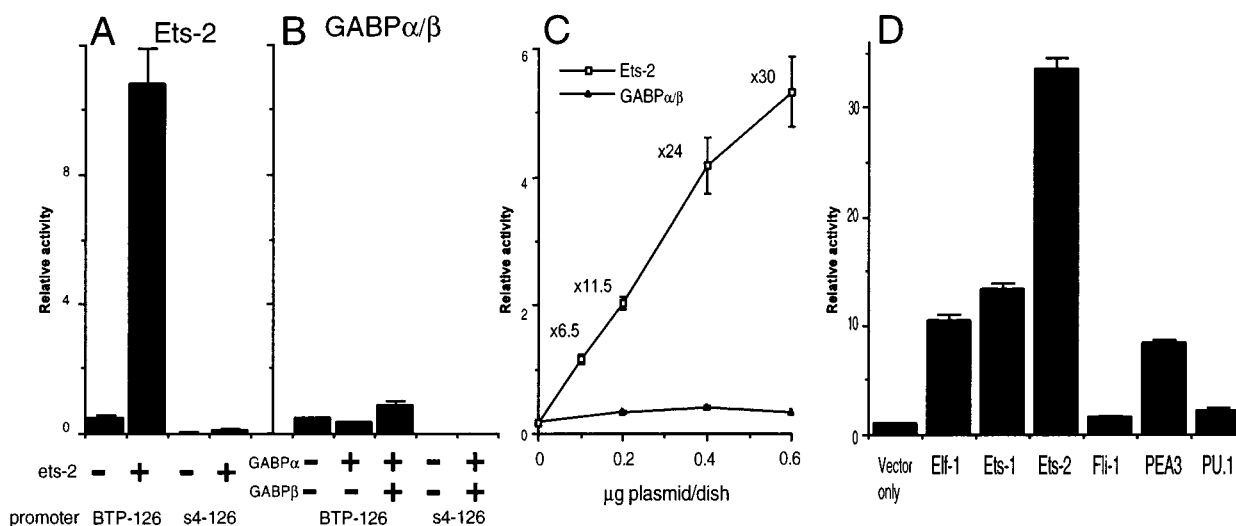 A Ets-2
B GABPα/β
C
D
Relative activity
8
4
0
ets-2 - + - +
promoter BTP-126 s4-126
GABPα - + + - +
GABPβ - - + - +
BTP-126 s4-126
Relative activity
6
4
2
0
Ets-2
GABPα/β
x6.5
x11.5
x24
x30
0 0.2 0.4 0.6
µg plasmid/dish
Relative activity
30
20
10
0
Vector only
Elf-1 Ets-1 Ets-2 Fli-1 PEA3 PU.1